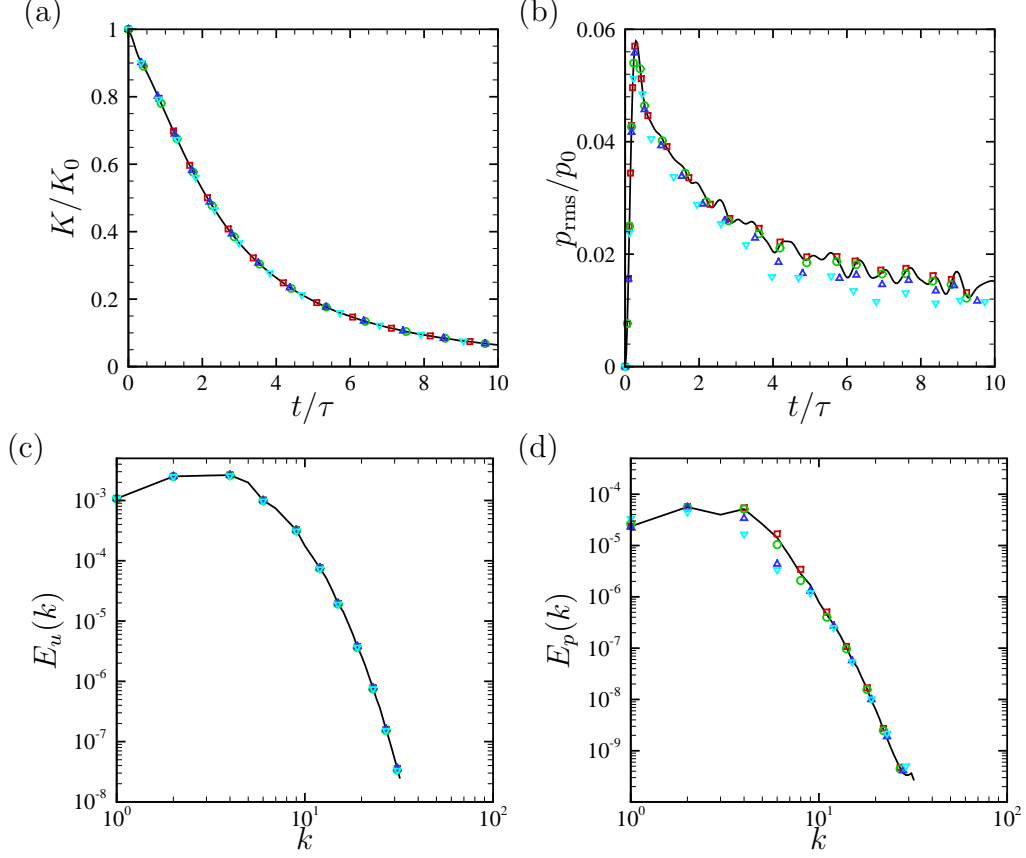 (a)
1
0.8
0.6
0.4
0.2
0
0 2 4 6 8 10
K/K₀
t/τ
(b)
0.06
0.04
0.02
0
0 2 4 6 8 10
p_rms/p₀
t/τ
(c)
10⁻³
10⁻⁴
10⁻⁵
10⁻⁶
10⁻⁷
10⁻⁸
10⁰ 10¹ 10²
E_u(k)
k
(d)
10⁻⁴
10⁻⁵
10⁻⁶
10⁻⁷
10⁻⁸
10⁻⁹
10⁰ 10¹ 10²
E_p(k)
k